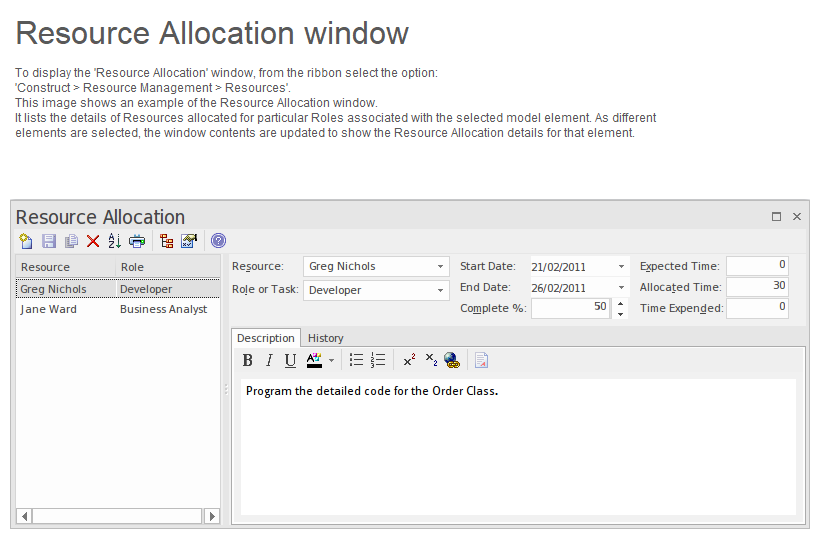 Resource Allocation window
To display the 'Resource Allocation' window, from the ribbon select the option:
'Construct > Resource Management > Resources'.
This image shows an example of the Resource Allocation window.
It lists the details of Resources allocated for particular Roles associated with the selected model element. As different
elements are selected, the window contents are updated to show the Resource Allocation details for that element.
Resource Allocation
Resource Role
Greg Nichols Developer
Jane Ward Business Analyst
Resource: Greg Nichols
Role or Task: Developer
Start Date: 21/02/2011
End Date: 26/02/2011
Complete %: 50
Expected Time: 0
Allocated Time: 30
Time Expended: 0
Description History
B I U A x² x₂
Program the detailed code for the Order Class.